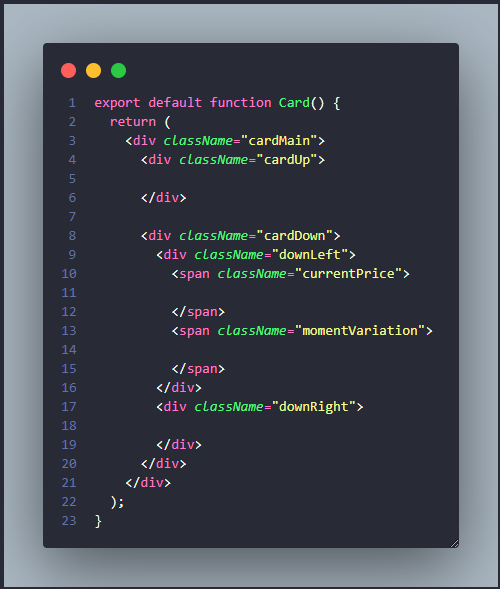 1 export default function Card() {
2   return (
3     <div className="cardMain">
4       <div className="cardUp">
5
6       </div>
7
8       <div className="cardDown">
9         <div className="downLeft">
10           <span className="currentPrice">
11
12           </span>
13           <span className="momentVariation">
14
15           </span>
16         </div>
17         <div className="downRight">
18
19         </div>
20       </div>
21     </div>
22   );
23 }